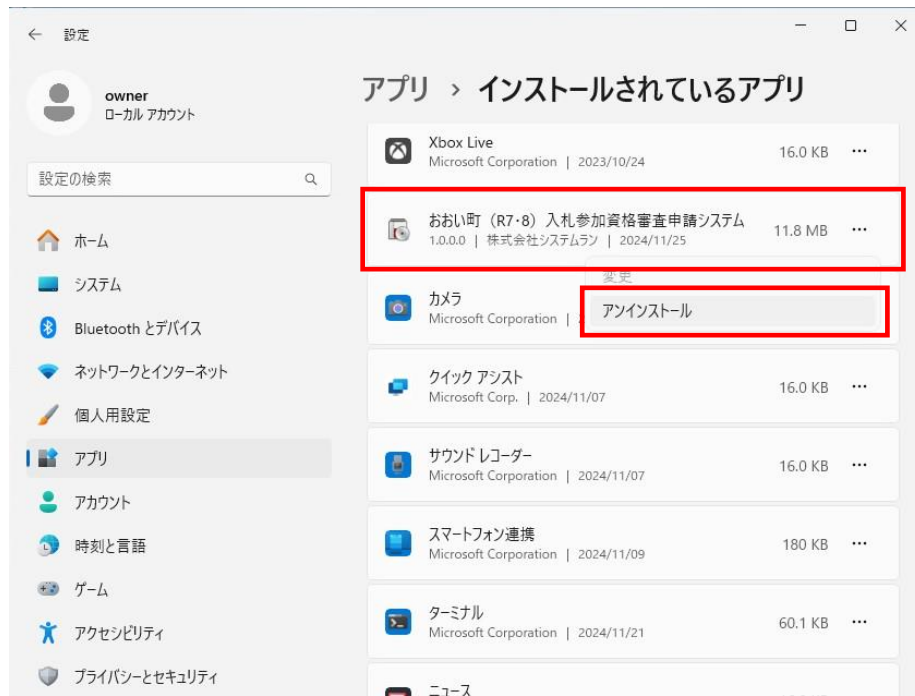 設定
owner
ローカル アカウント
設定の検索
ホーム
システム
Bluetooth とデバイス
ネットワークとインターネット
個人用設定
アプリ
アカウント
時刻と言語
ゲーム
アクセシビリティ
プライバシーとセキュリティ
アプリ › インストールされているアプリ
Xbox Live
Microsoft Corporation | 2023/10/24
16.0 KB
おおい町（R7・8）入札参加資格審査申請システム
1.0.0.0 | 株式会社システムラン | 2024/11/25
11.8 MB
変更
アンインストール
カメラ
Microsoft Corporation |
クイック アシスト
Microsoft Corp. | 2024/11/07
16.0 KB
サウンド レコーダー
Microsoft Corporation | 2024/11/07
16.0 KB
スマートフォン連携
Microsoft Corporation | 2024/11/09
180 KB
ターミナル
Microsoft Corporation | 2024/11/21
60.1 KB
ニュース